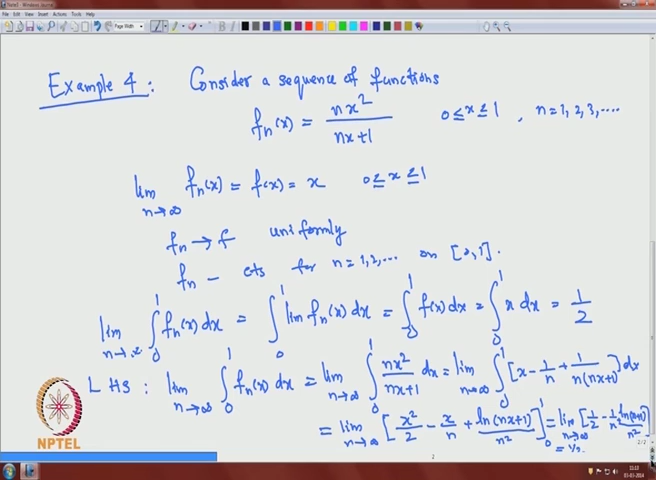 Example 4 : Consider a sequence of functions
fn(x) = nx² / nx+1 0≤x≤1 , n=1,2,3,....
lim n→∞ fn(x) = f(x) = x 0≤x≤1
fn → f uniformly
fn – cts for n=1,2,... on [0,1].
lim n→∞ ∫₀¹ fn(x)dx = ∫₀¹ lim fn(x)dx = ∫₀¹ f(x)dx = ∫₀¹ x dx = 1/2
LHS : lim n→∞ ∫₀¹ fn(x)dx = lim n→∞ ∫₀¹ nx²/nx+1 dx = lim n→∞ ∫₀¹ [x - 1/n + 1/n(nx+1)]dx
= lim n→∞ [x²/2 - x/n + ln(nx+1)/n²]₀¹ = lim n→∞ [1/2 - 1/n + ln(n+1)/n²]
= 1/2.
NPTEL